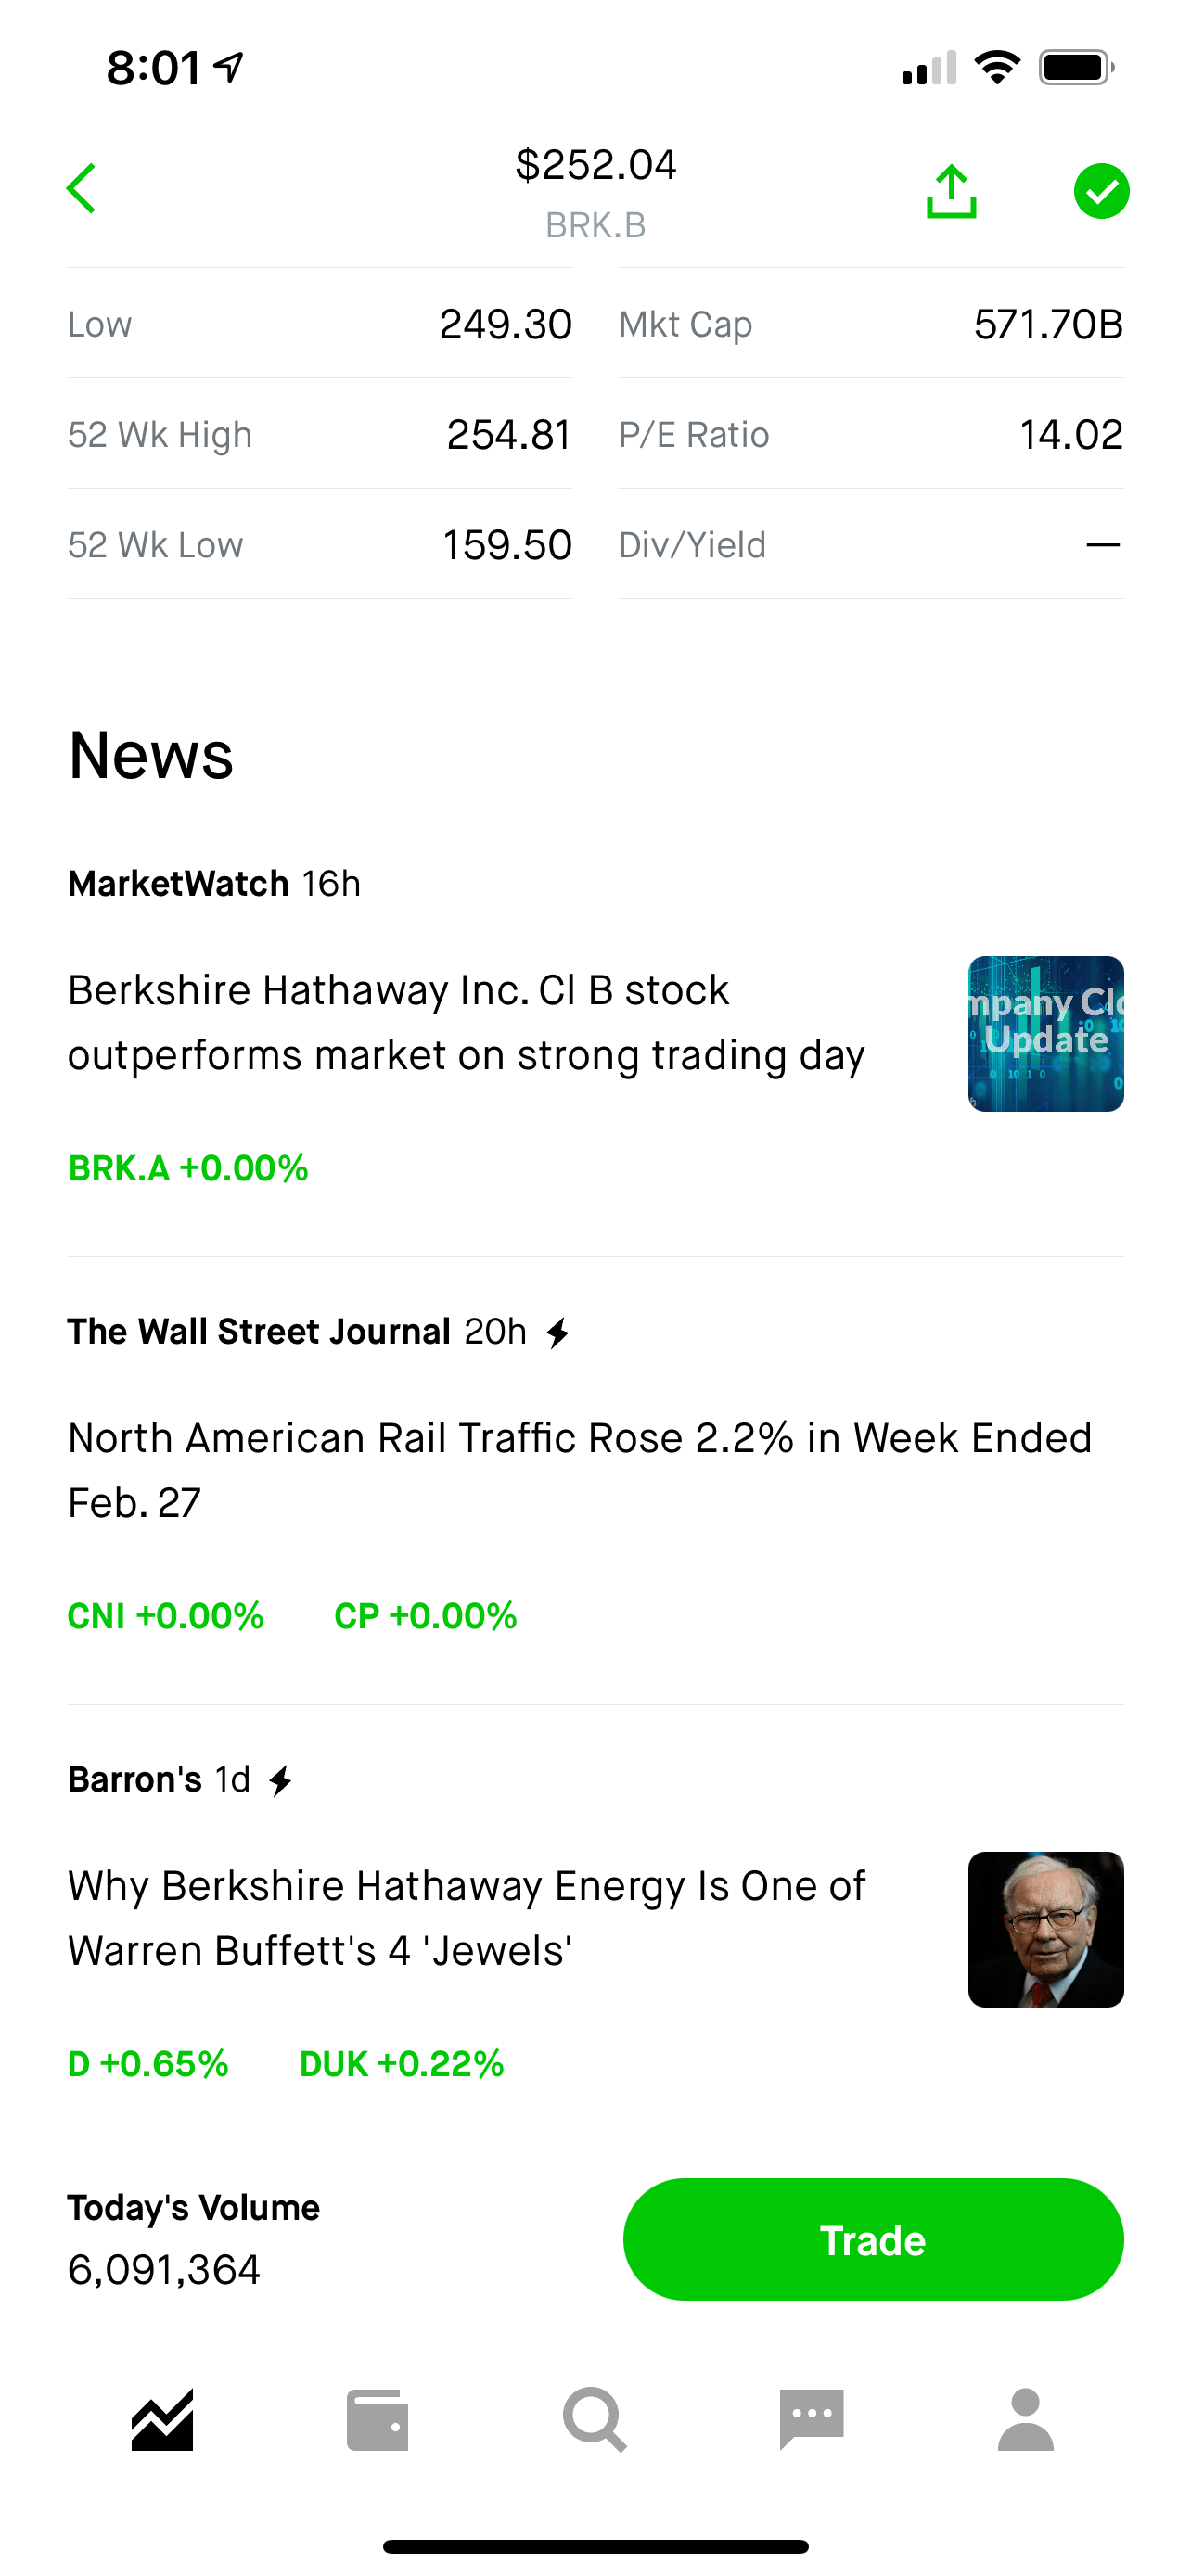 8:01
$252.04
BRK.B
Low 249.30 Mkt Cap 571.70B
52 Wk High 254.81 P/E Ratio 14.02
52 Wk Low 159.50 Div/Yield —
News
MarketWatch 16h
Berkshire Hathaway Inc. Cl B stock
outperforms market on strong trading day
mpany Clo
Update
BRK.A +0.00%
The Wall Street Journal 20h
North American Rail Traffic Rose 2.2% in Week Ended
Feb. 27
CNI +0.00% CP +0.00%
Barron's 1d
Why Berkshire Hathaway Energy Is One of
Warren Buffett's 4 'Jewels'
D +0.65% DUK +0.22%
Today's Volume
6,091,364
Trade